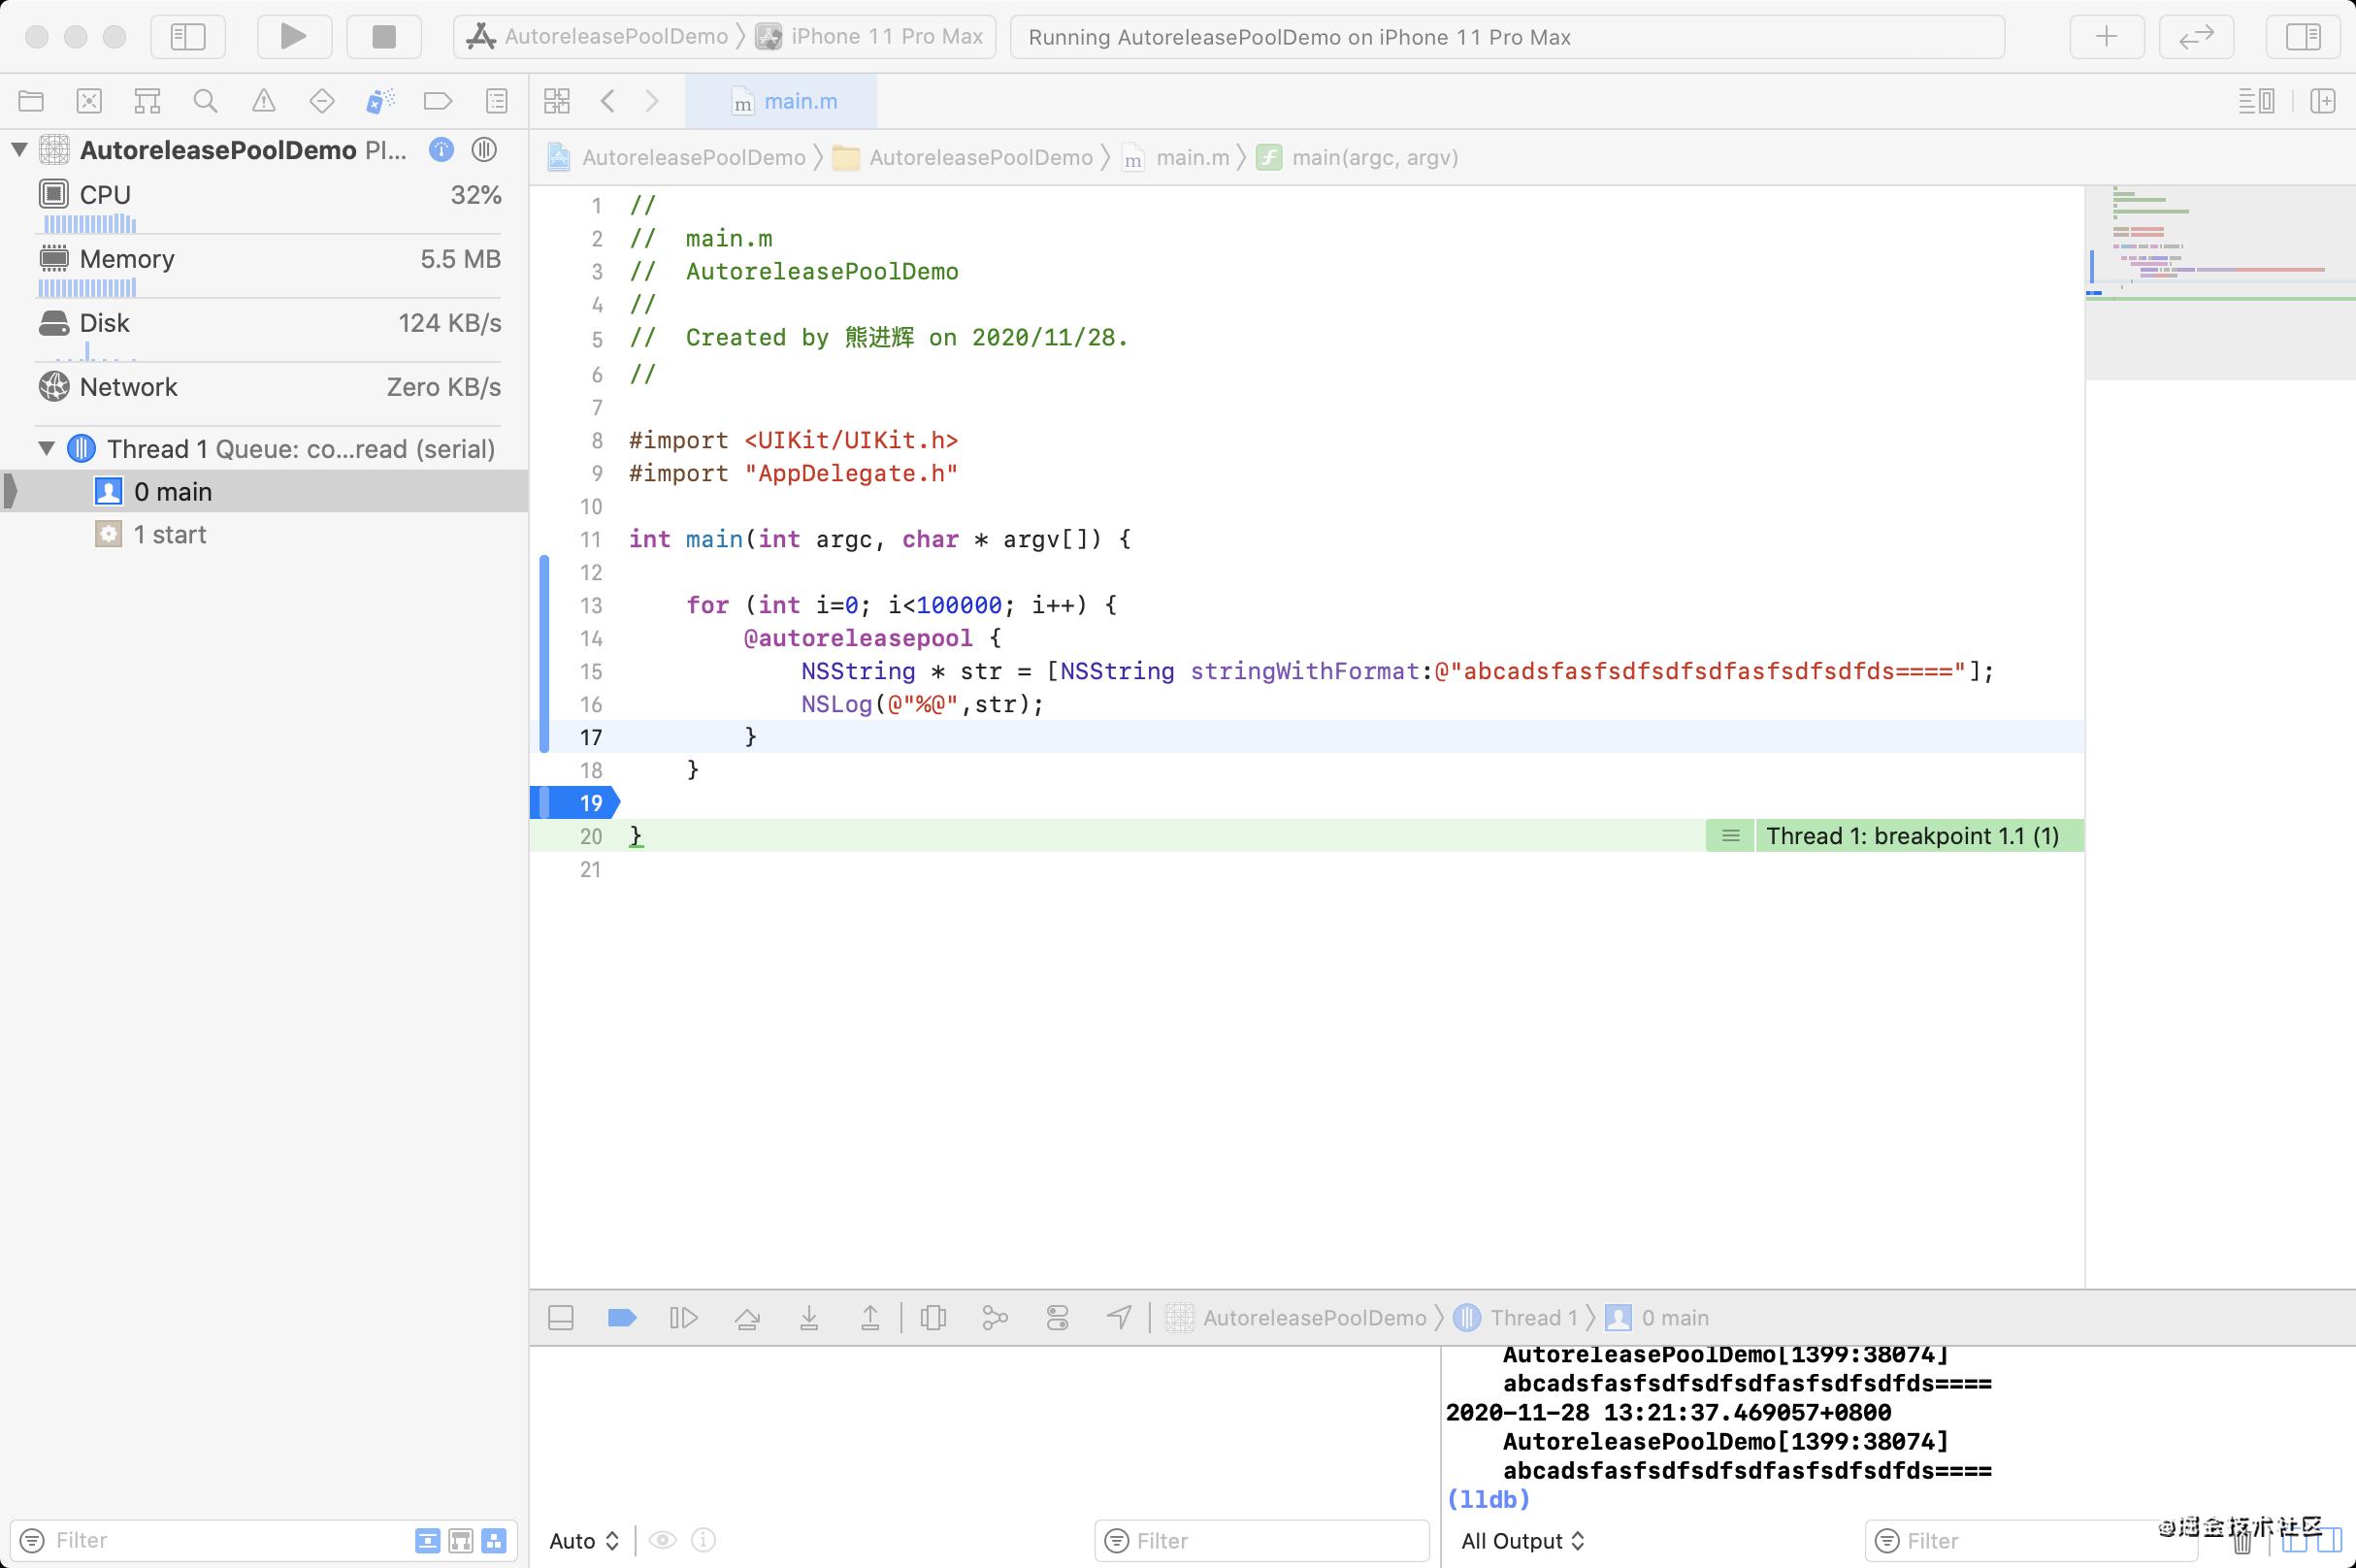 AutoreleasePoolDemo iPhone 11 Pro Max
Running AutoreleasePoolDemo on iPhone 11 Pro Max
m main.m
AutoreleasePoolDemo PI...
CPU 32%
Memory 5.5 MB
Disk 124 KB/s
Network Zero KB/s
Thread 1 Queue: co...read (serial)
0 main
1 start
AutoreleasePoolDemo AutoreleasePoolDemo m main.m f main(argc, argv)
1 //
2 //  main.m
3 //  AutoreleasePoolDemo
4 //
5 //  Created by 熊进辉 on 2020/11/28.
6 //
7
8 #import <UIKit/UIKit.h>
9 #import "AppDelegate.h"
10
11 int main(int argc, char * argv[]) {
12
13     for (int i=0; i<100000; i++) {
14         @autoreleasepool {
15             NSString * str = [NSString stringWithFormat:@"abcadsfasfsdfsdfsdfasfsdfsdfds===="];
16             NSLog(@"%@",str);
17         }
18     }
19
20 } Thread 1: breakpoint 1.1 (1)
21
AutoreleasePoolDemo Thread 1 0 main
AutoreleasePoolDemo[1399:38074]
abcadsfasfsdfsdfsdfasfsdfsdfds====
2020-11-28 13:21:37.469057+0800
AutoreleasePoolDemo[1399:38074]
abcadsfasfsdfsdfsdfasfsdfsdfds====
(lldb)
Filter
Auto
Filter
All Output
Filter
@掘金技术社区